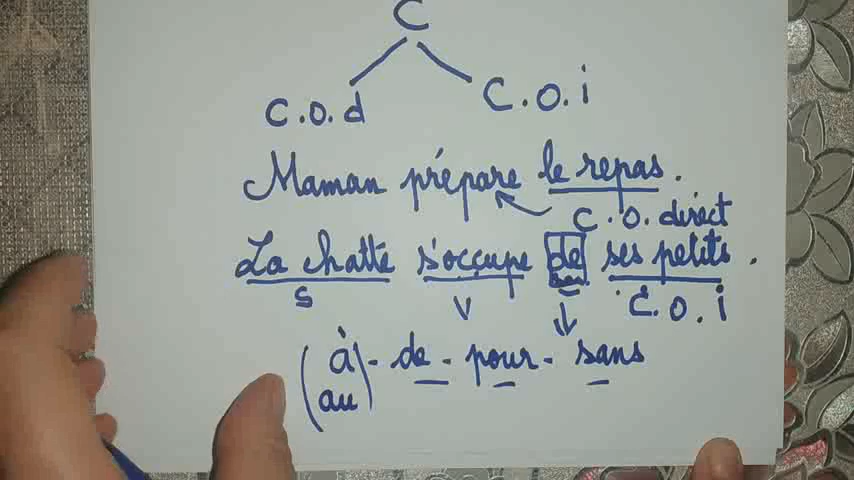 C
C.O.d C.O.i
Maman prépare le repas.
C.O.direct
La chatte s'occupe de ses petits.
S V C.O.i
à - de - pour - sans
au